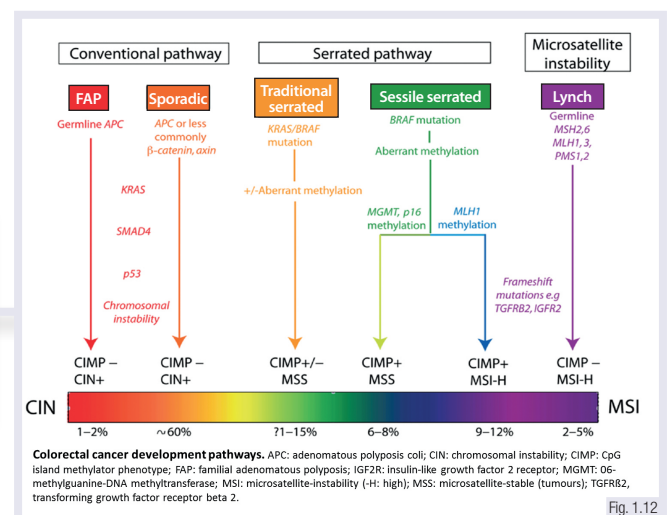 Conventional pathway
Serrated pathway
Microsatellite
instability
FAP
Sporadic
Traditional
serrated
Sessile serrated
Lynch
Germline APC
APC or less
commonly
β-catenin, axin
KRAS/BRAF
mutation
BRAF mutation
Germline
MSH2,6
MLH1, 3,
PMS1,2
Aberrant methylation
KRAS
+/-Aberrant methylation
MGMT, p16
methylation
MLH1
methylation
SMAD4
p53
Chromosomal
instability
Frameshift
mutations e.g
TGFRB2, IGFR2
CIMP –
CIN+
CIMP –
CIN+
CIMP+/–
MSS
CIMP+
MSS
CIMP+
MSI-H
CIMP –
MSI-H
CIN
MSI
1–2%
~60%
?1–15%
6–8%
9–12%
2–5%
Colorectal cancer development pathways. APC: adenomatous polyposis coli; CIN: chromosomal instability; CIMP: CpG
island methylator phenotype; FAP: familial adenomatous polyposis; IGF2R: insulin-like growth factor 2 receptor; MGMT: 06-
methylguanine-DNA methyltransferase; MSI: microsatellite-instability (-H: high); MSS: microsatellite-stable (tumours); TGFRß2,
transforming growth factor receptor beta 2.
Fig. 1.12